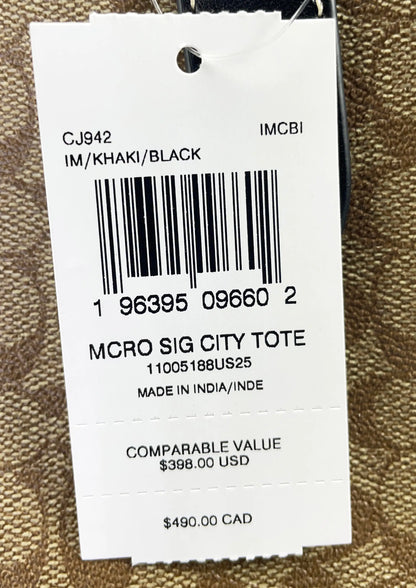 CJ942 IMCBI
IM/KHAKI/BLACK
1 96395 09660 2
MCRO SIG CITY TOTE
11005188US25
MADE IN INDIA/INDE
COMPARABLE VALUE
$398.00 USD
$490.00 CAD